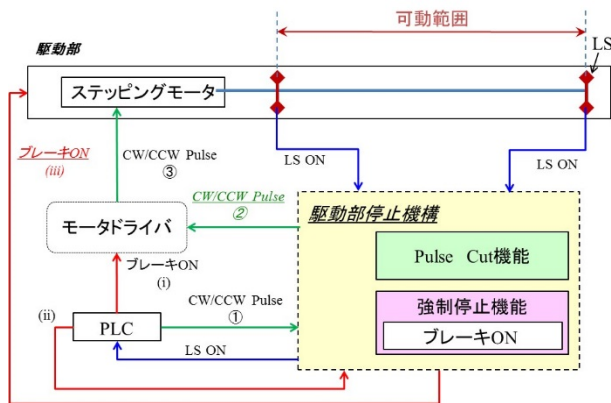 可動範囲
駆動部
LS
ステッピングモータ
ブレーキON
(iii)
CW/CCW Pulse
③
LS ON
LS ON
CW/CCW Pulse
②
駆動部停止機構
モータドライバ
Pulse Cut機能
ブレーキON
(i)
CW/CCW Pulse
①
強制停止機能
ブレーキON
(ii)
PLC
LS ON